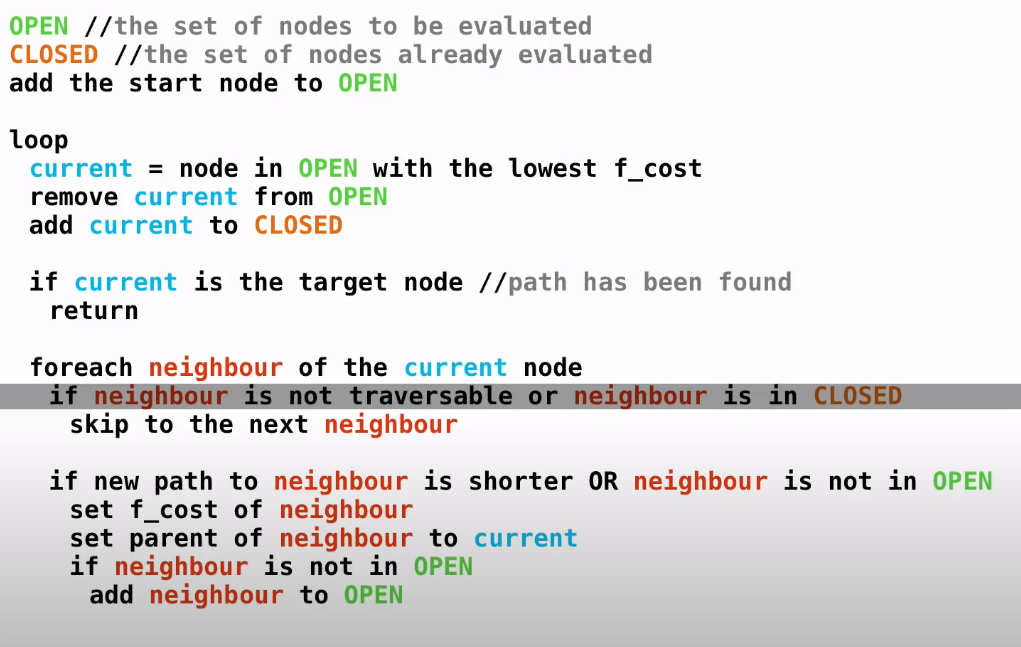 OPEN //the set of nodes to be evaluated
CLOSED //the set of nodes already evaluated
add the start node to OPEN
loop
current = node in OPEN with the lowest f_cost
remove current from OPEN
add current to CLOSED
if current is the target node //path has been found
return
foreach neighbour of the current node
if neighbour is not traversable or neighbour is in CLOSED
skip to the next neighbour
if new path to neighbour is shorter OR neighbour is not in OPEN
set f_cost of neighbour
set parent of neighbour to current
if neighbour is not in OPEN
add neighbour to OPEN